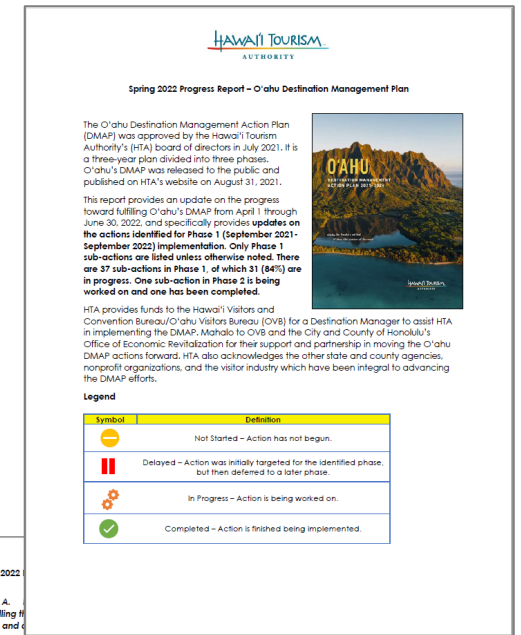 HAWAI'I TOURISM
AUTHORITY
Spring 2022 Progress Report – O'ahu Destination Management Plan
The O'ahu Destination Management Action Plan
(DMAP) was approved by the Hawai'i Tourism
Authority's (HTA) board of directors in July 2021. It is
a three-year plan divided into three phases.
O'ahu's DMAP was released to the public and
published on HTA's website on August 31, 2021.
This report provides an update on the progress
toward fulfilling O'ahu's DMAP from April 1 through
June 30, 2022, and specifically provides updates on
the actions identified for Phase 1 (September 2021-
September 2022) implementation. Only Phase 1
sub-actions are listed unless otherwise noted. There
are 37 sub-actions in Phase 1, of which 31 (84%) are
in progress. One sub-action in Phase 2 is being
worked on and one has been completed.
O'AHU
DESTINATION MANAGEMENT
ACTION PLAN 2021-2024
HAWAI'I TOURISM
HTA provides funds to the Hawai'i Visitors and
Convention Bureau/O'ahu Visitors Bureau (OVB) for a Destination Manager to assist HTA
in implementing the DMAP. Mahalo to OVB and the City and County of Honolulu's
Office of Economic Revitalization for their support and partnership in moving the O'ahu
DMAP actions forward. HTA also acknowledges the other state and county agencies,
nonprofit organizations, and the visitor industry which have been integral to advancing
the DMAP efforts.
Legend
Symbol Definition
Not Started – Action has not begun.
Delayed – Action was initially targeted for the identified phase,
but then deferred to a later phase.
In Progress – Action is being worked on.
Completed – Action is finished being implemented.
2022
A.
lling th
and c